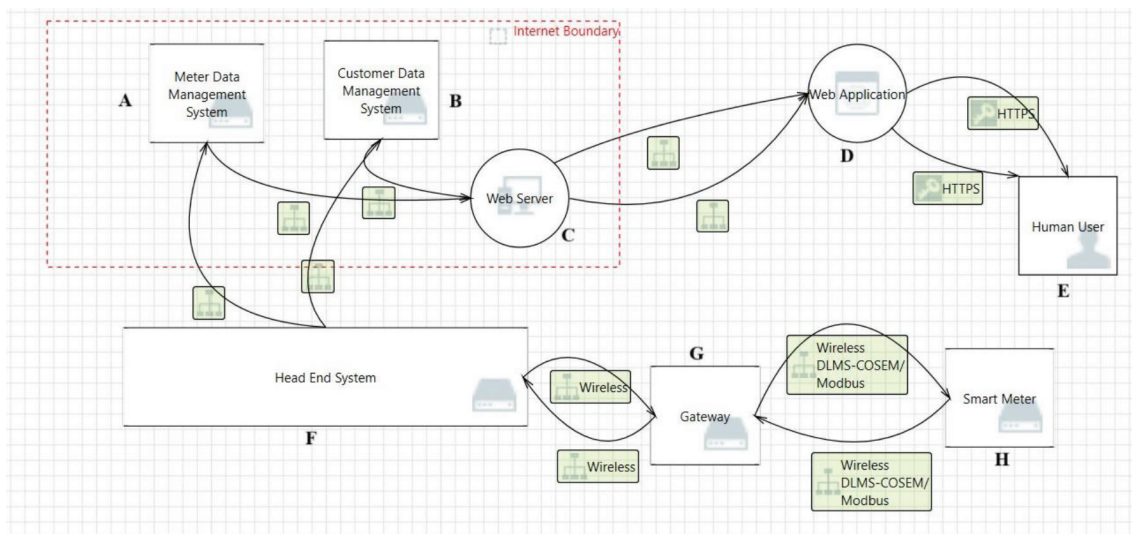 Internet Boundary
A
Meter Data
Management
System
Customer Data
Management
System
B
Web Server
C
Web Application
D
HTTPS
HTTPS
Human User
E
Head End System
F
Wireless
Wireless
G
Gateway
Wireless
DLMS-COSEM/
Modbus
Wireless
DLMS-COSEM/
Modbus
Smart Meter
H